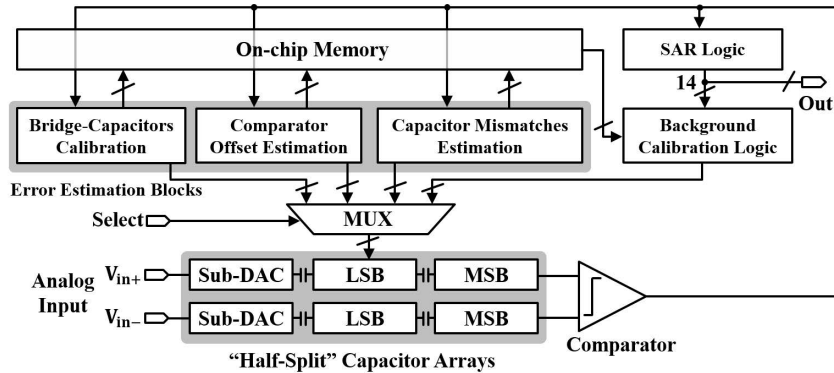 On-chip Memory
SAR Logic
14
Out
Bridge-Capacitors
Calibration
Comparator
Offset Estimation
Capacitor Mismatches
Estimation
Background
Calibration Logic
Error Estimation Blocks
Select
MUX
Analog
Input
Vin+
Sub-DAC
LSB
MSB
Vin−
Sub-DAC
LSB
MSB
Comparator
“Half-Split” Capacitor Arrays